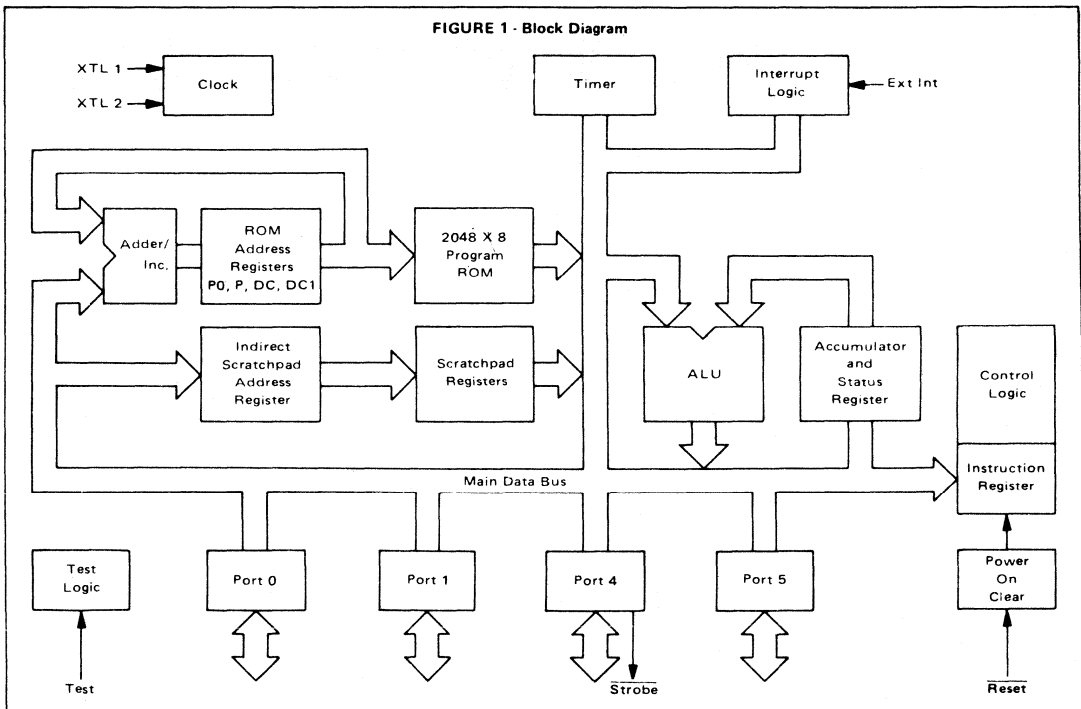 FIGURE 1 - Block Diagram
XTL 1
XTL 2
Clock
Timer
Interrupt
Logic
Ext Int
Adder/
Inc.
ROM
Address
Registers
P0, P, DC, DC1
2048 X 8
Program
ROM
Indirect
Scratchpad
Address
Register
Scratchpad
Registers
ALU
Accumulator
and
Status
Register
Control
Logic
Instruction
Register
Main Data Bus
Test
Logic
Port 0
Port 1
Port 4
Port 5
Power
On
Clear
Test
Strobe
Reset